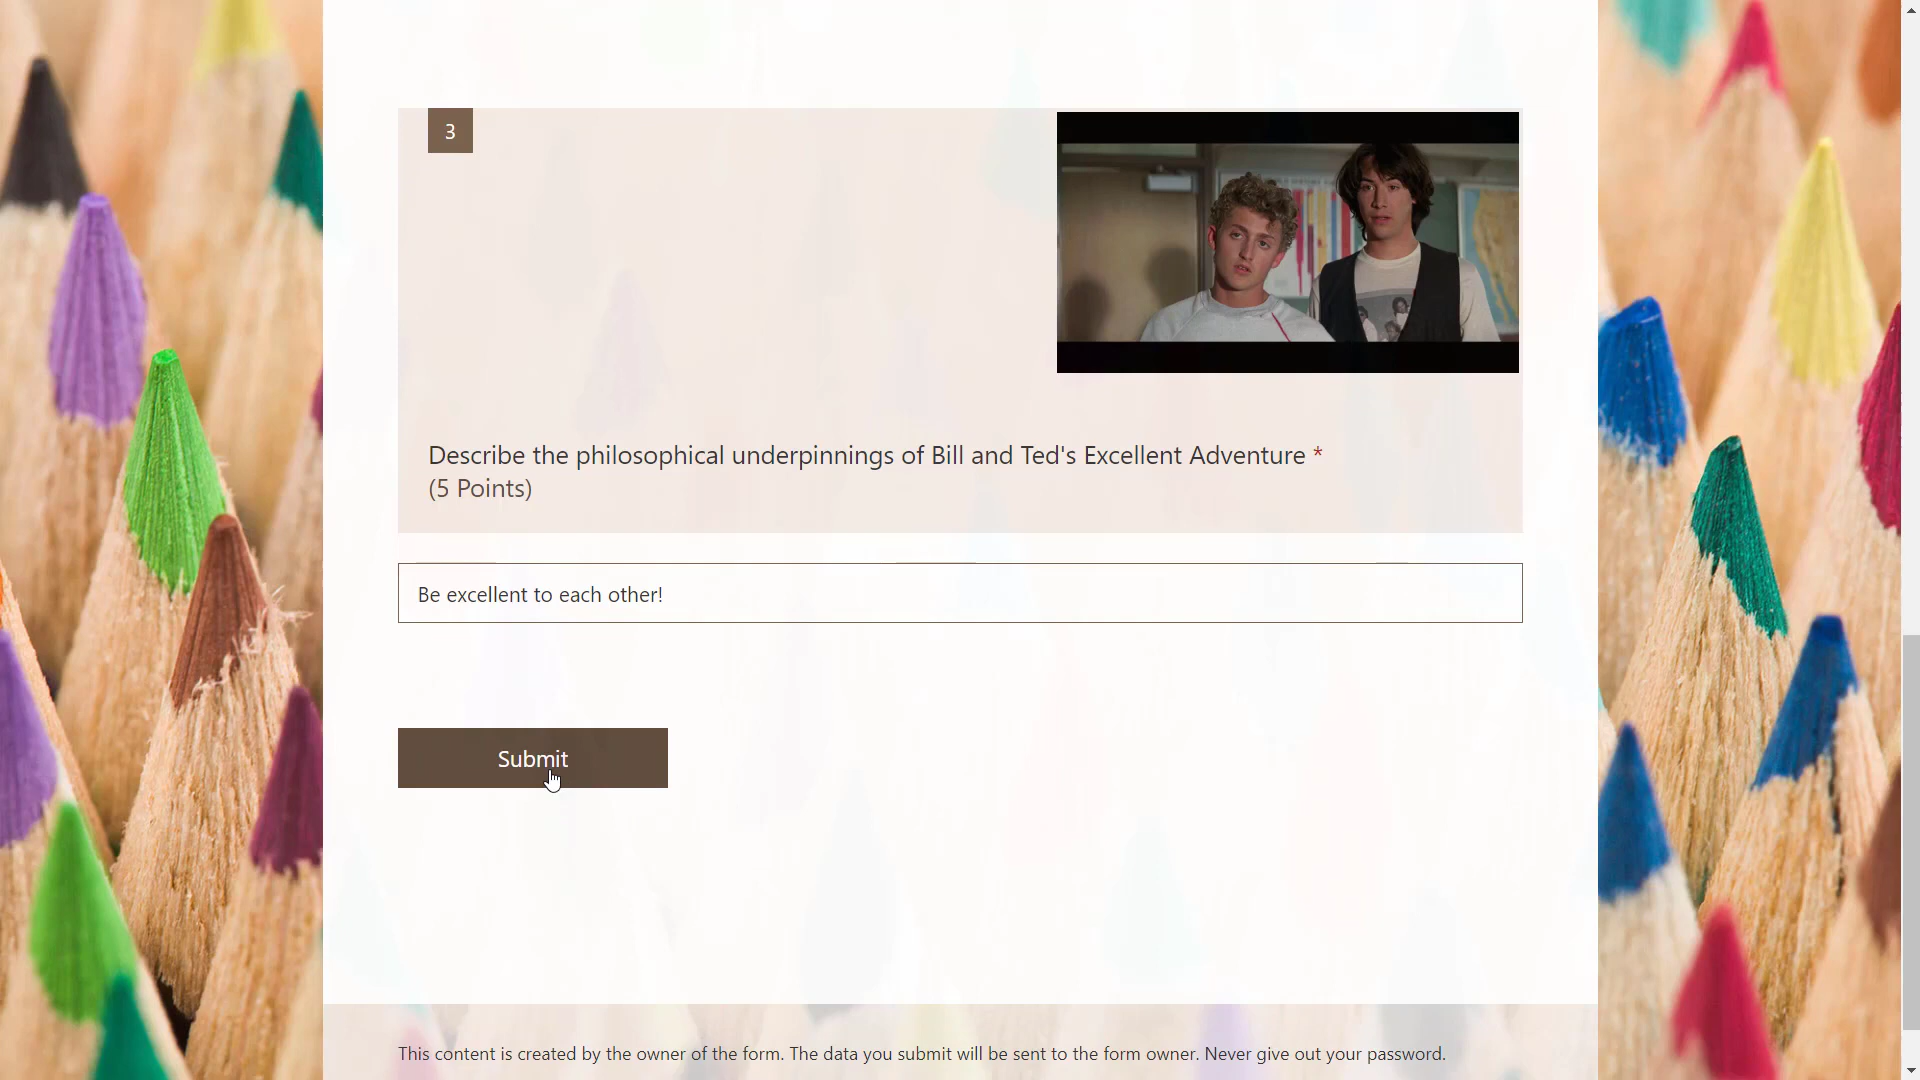 3
Describe the philosophical underpinnings of Bill and Ted's Excellent Adventure *
(5 Points)
Be excellent to each other!
Submit
This content is created by the owner of the form. The data you submit will be sent to the form owner. Never give out your password.